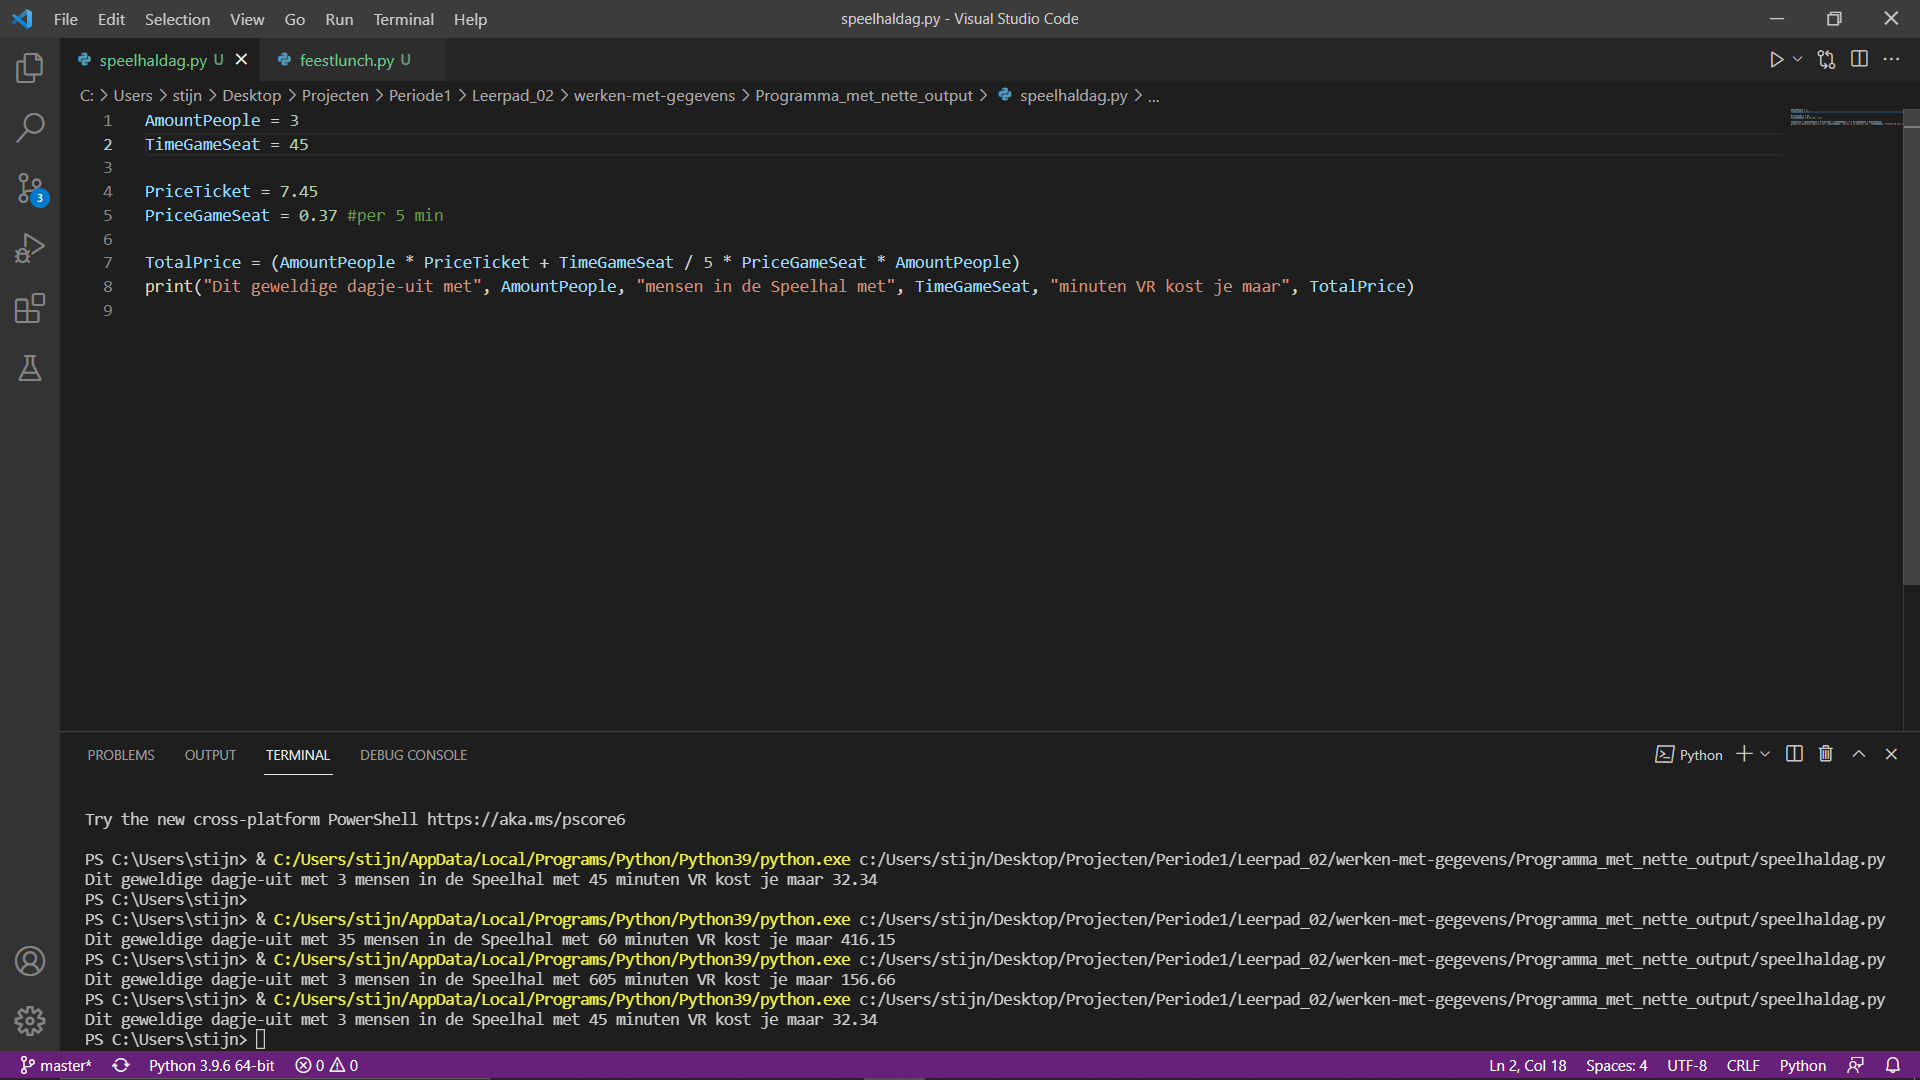 File Edit Selection View Go Run Terminal Help
speelhaldag.py - Visual Studio Code
speelhaldag.py U
feestlunch.py U
C: > Users > stijn > Desktop > Projecten > Periode1 > Leerpad_02 > werken-met-gegevens > Programma_met_nette_output > speelhaldag.py > ...
1 AmountPeople = 3
2 TimeGameSeat = 45
3
4 PriceTicket = 7.45
5 PriceGameSeat = 0.37 #per 5 min
6
7 TotalPrice = (AmountPeople * PriceTicket + TimeGameSeat / 5 * PriceGameSeat * AmountPeople)
8 print("Dit geweldige dagje-uit met", AmountPeople, "mensen in de Speelhal met", TimeGameSeat, "minuten VR kost je maar", TotalPrice)
9
3
PROBLEMS OUTPUT TERMINAL DEBUG CONSOLE
Python
Try the new cross-platform PowerShell https://aka.ms/pscore6
PS C:\Users\stijn> & C:/Users/stijn/AppData/Local/Programs/Python/Python39/python.exe c:/Users/stijn/Desktop/Projecten/Periode1/Leerpad_02/werken-met-gegevens/Programma_met_nette_output/speelhaldag.py
Dit geweldige dagje-uit met 3 mensen in de Speelhal met 45 minuten VR kost je maar 32.34
PS C:\Users\stijn>
PS C:\Users\stijn> & C:/Users/stijn/AppData/Local/Programs/Python/Python39/python.exe c:/Users/stijn/Desktop/Projecten/Periode1/Leerpad_02/werken-met-gegevens/Programma_met_nette_output/speelhaldag.py
Dit geweldige dagje-uit met 35 mensen in de Speelhal met 60 minuten VR kost je maar 416.15
PS C:\Users\stijn> & C:/Users/stijn/AppData/Local/Programs/Python/Python39/python.exe c:/Users/stijn/Desktop/Projecten/Periode1/Leerpad_02/werken-met-gegevens/Programma_met_nette_output/speelhaldag.py
Dit geweldige dagje-uit met 3 mensen in de Speelhal met 605 minuten VR kost je maar 156.66
PS C:\Users\stijn> & C:/Users/stijn/AppData/Local/Programs/Python/Python39/python.exe c:/Users/stijn/Desktop/Projecten/Periode1/Leerpad_02/werken-met-gegevens/Programma_met_nette_output/speelhaldag.py
Dit geweldige dagje-uit met 3 mensen in de Speelhal met 45 minuten VR kost je maar 32.34
PS C:\Users\stijn>
master* Python 3.9.6 64-bit 0 0 Ln 2, Col 18 Spaces: 4 UTF-8 CRLF Python